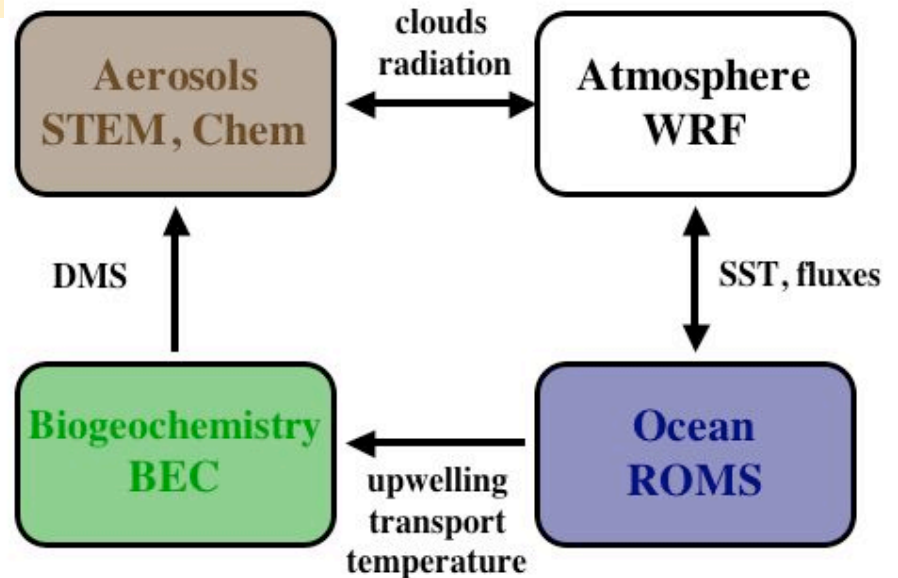 Aerosols
STEM, Chem
clouds
radiation
Atmosphere
WRF
DMS
SST, fluxes
Biogeochemistry
BEC
upwelling
transport
temperature
Ocean
ROMS